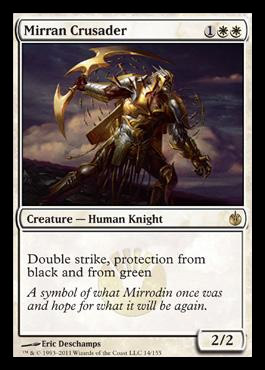 Mirran Crusader 1
Creature — Human Knight
Double strike, protection from
black and from green
A symbol of what Mirrodin once was
and hope for what it will be again.
2/2
Eric Deschamps
™ & © 1993–2011 Wizards of the Coast LLC 14/155